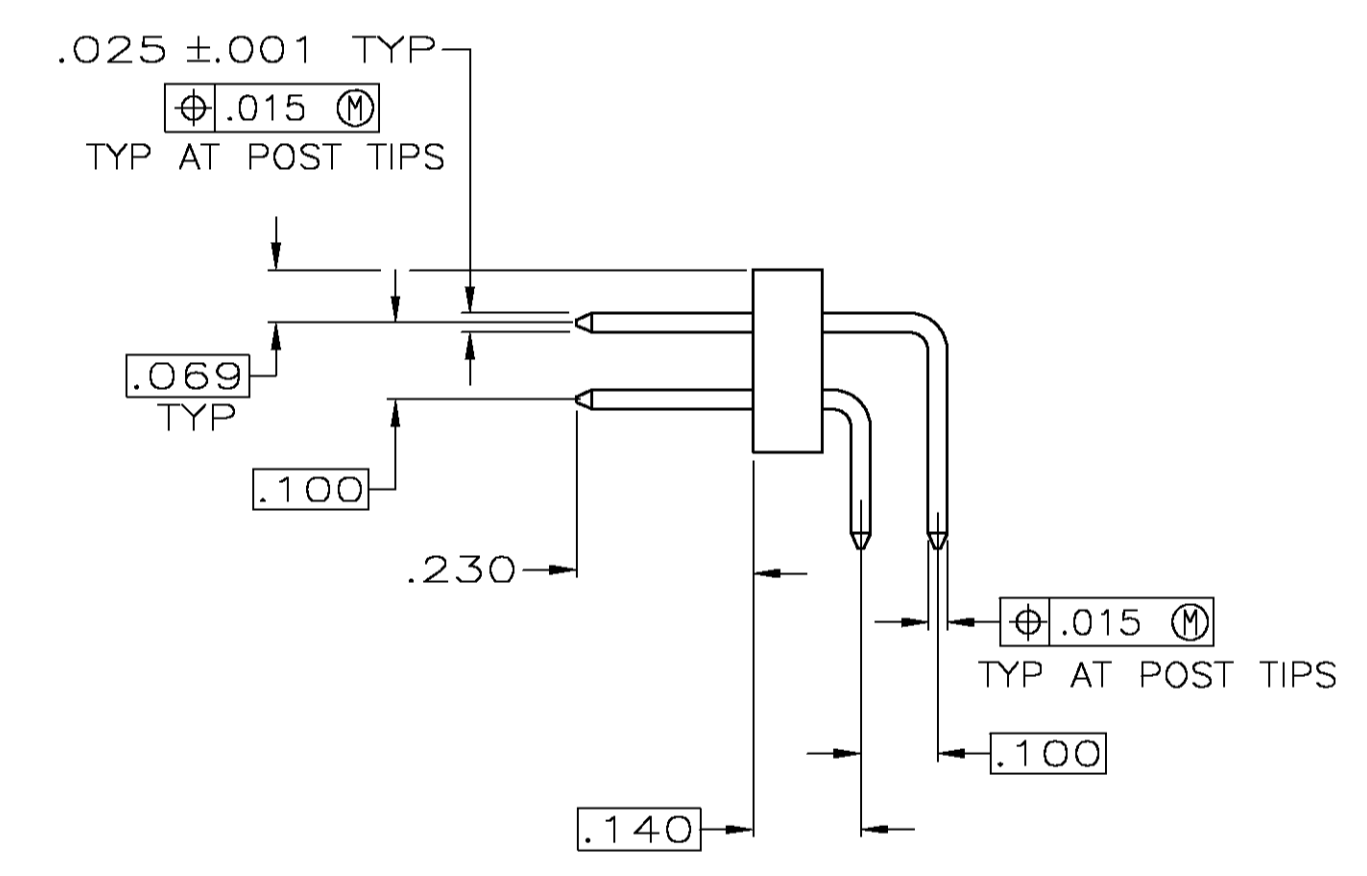 .025 ±.001 TYP
⌖ .015 Ⓜ
TYP AT POST TIPS
.069
TYP
.100
.230
⌖ .015 Ⓜ
TYP AT POST TIPS
.100
.140